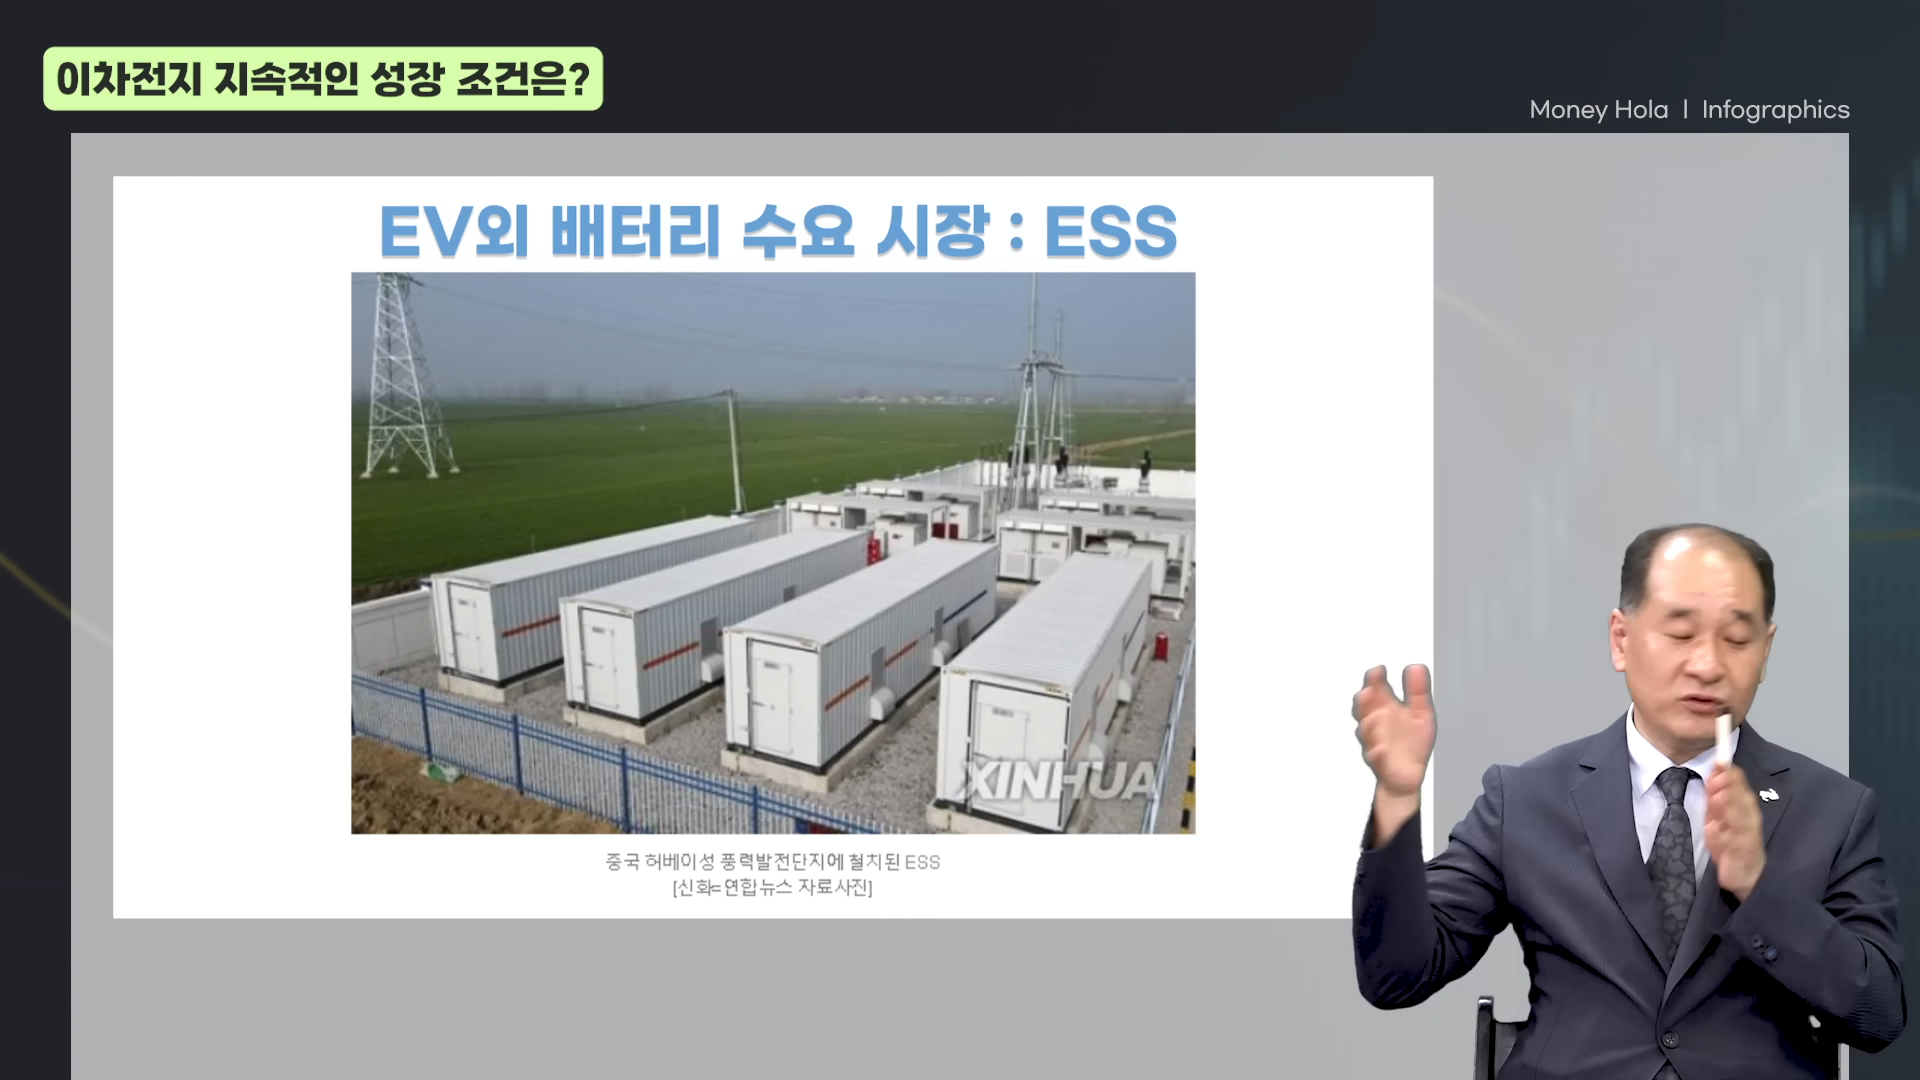 이차전지 지속적인 성장 조건은?
Money Hola | Infographics
EV외 배터리 수요 시장 : ESS
XINHUA
중국 허베이성 풍력발전단지에 설치된 ESS
[신화=연합뉴스 자료사진]